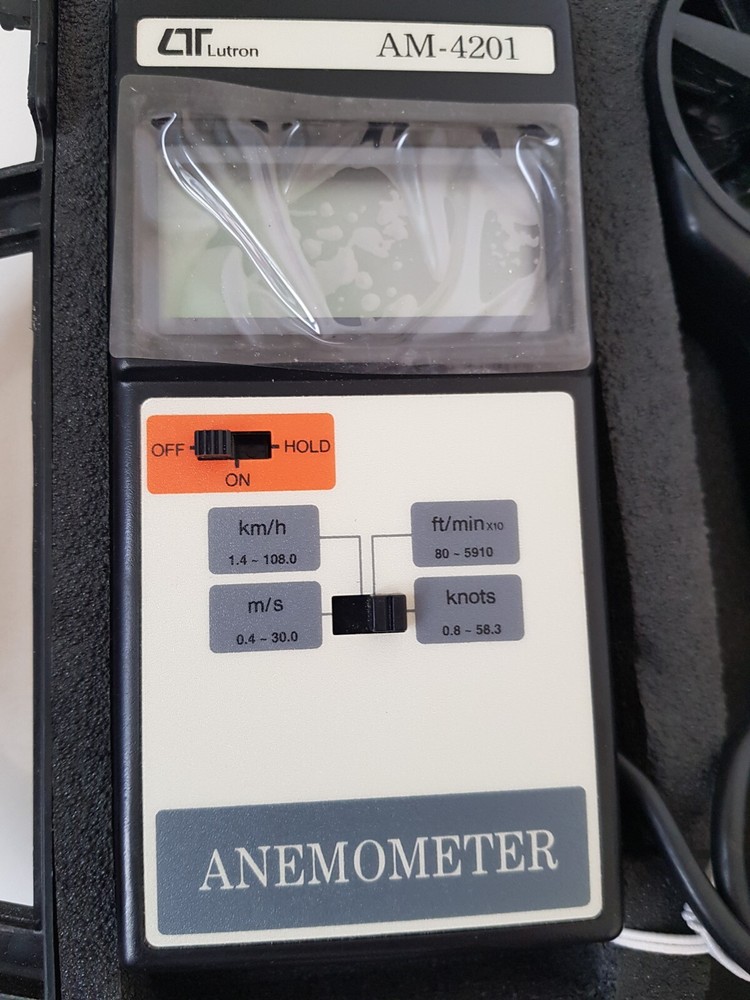 LT Lutron AM-4201
OFF HOLD
ON
km/h
1.4 ~ 108.0
ft/min x10
80 ~ 5910
m/s
0.4 ~ 30.0
knots
0.8 ~ 58.3
ANEMOMETER